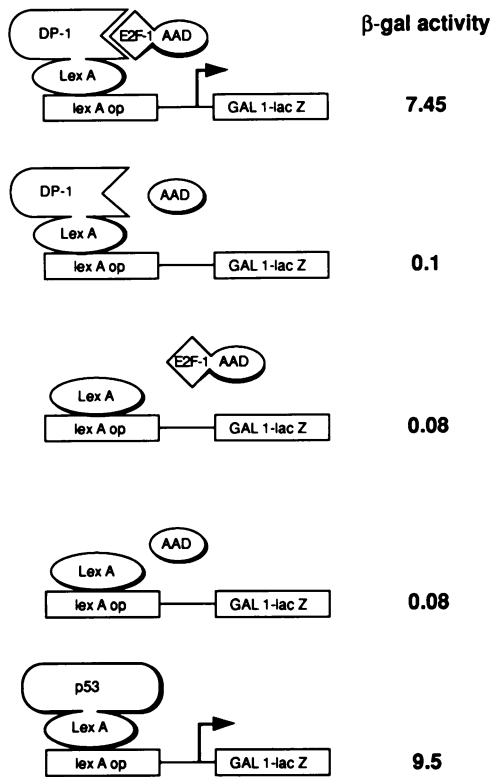 β-gal activity
DP-1 E2F-1 AAD
Lex A
lex A op GAL 1-lac Z 7.45
DP-1 AAD
Lex A
lex A op GAL 1-lac Z 0.1
E2F-1 AAD
Lex A
lex A op GAL 1-lac Z 0.08
AAD
Lex A
lex A op GAL 1-lac Z 0.08
p53
Lex A
lex A op GAL 1-lac Z 9.5